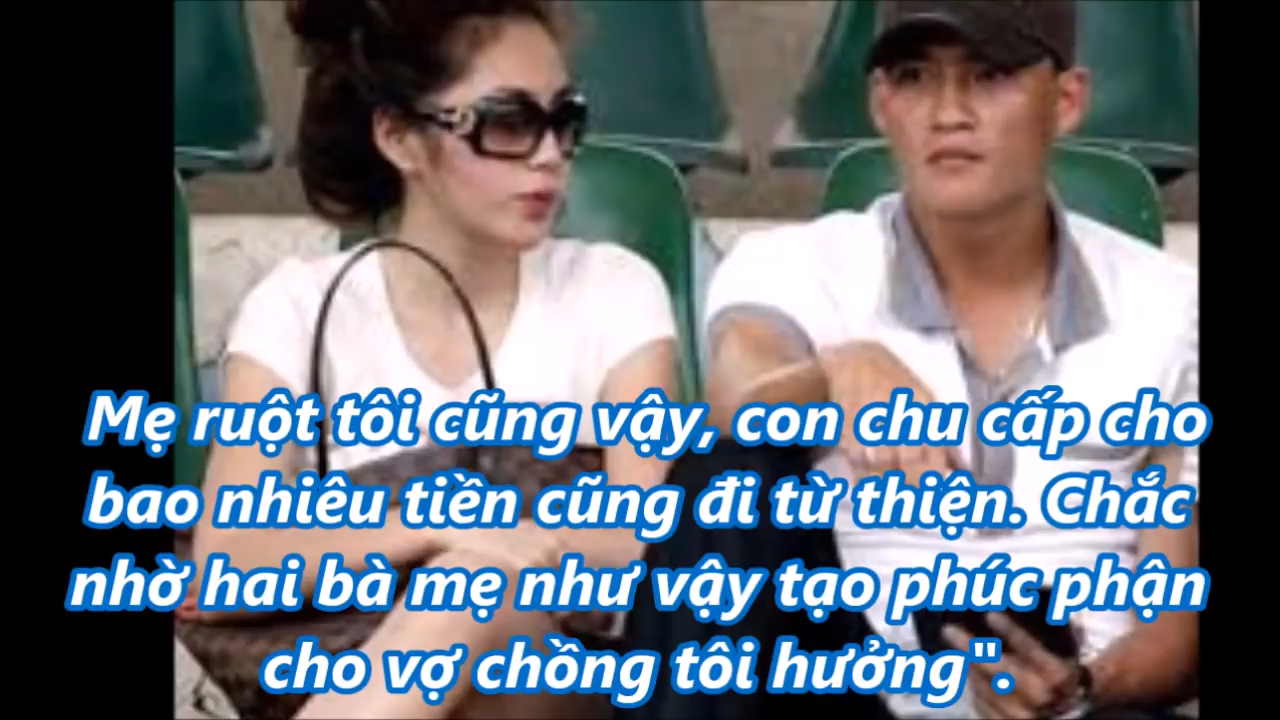 Mẹ ruột tôi cũng vậy, con chu cấp cho
bao nhiêu tiền cũng đi từ thiện. Chắc
nhờ hai bà mẹ như vậy tạo phúc phận
cho vợ chồng tôi hưởng".